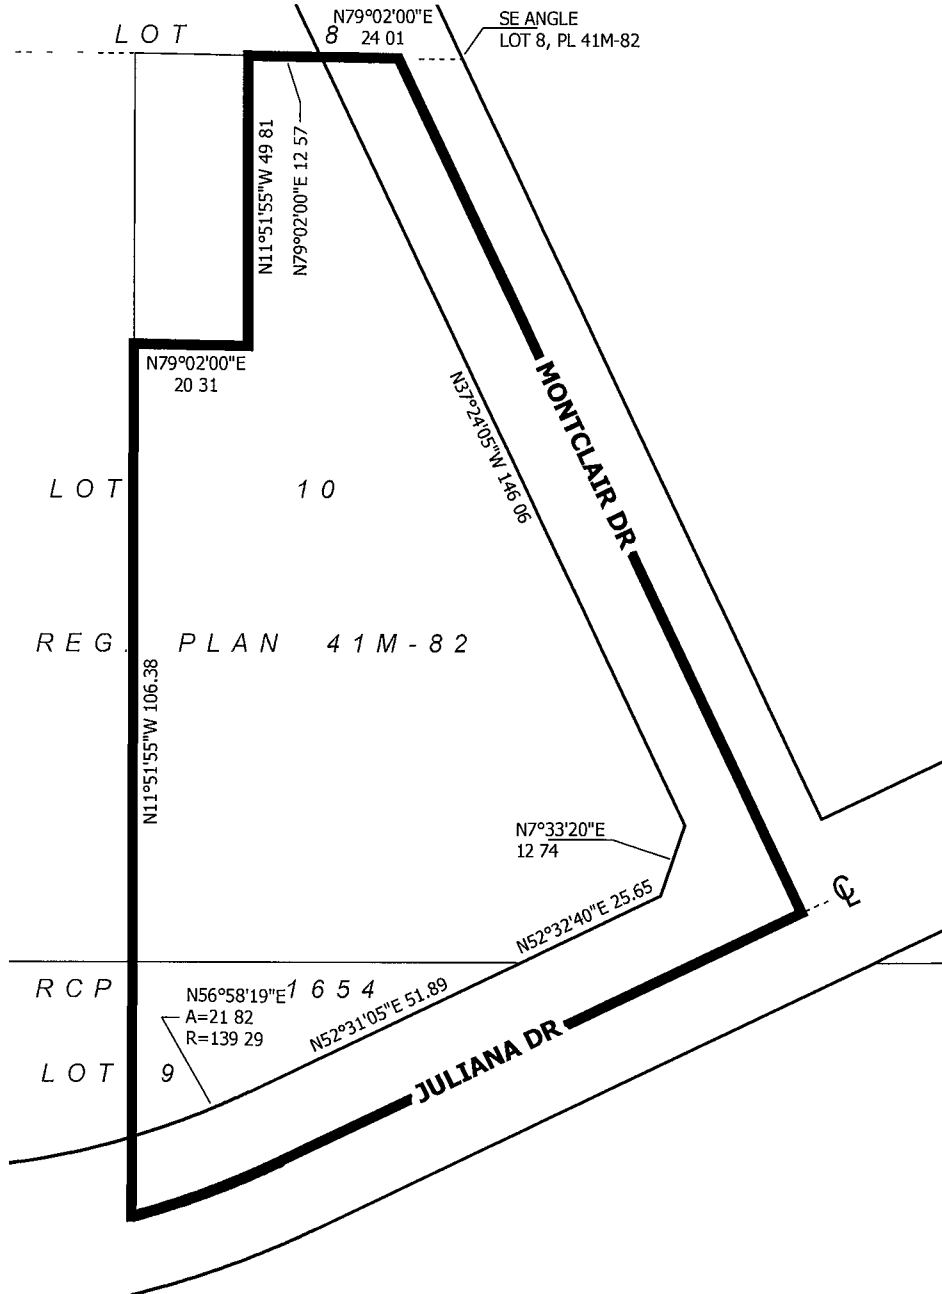 N79°02'00"E
24 01
SE ANGLE
LOT 8, PL 41M-82
LOT 8
N11°51'55"W 49 81
N79°02'00"E 12 57
N79°02'00"E
20 31
MONTCLAIR DR
N37°24'05"W 146 06
LOT 10
REG. PLAN 41M-82
N11°51'55"W 106.38
N7°33'20"E
12 74
N52°32'40"E 25.65
RCP 1654
N56°58'19"E
A=21 82
R=139 29
N52°31'05"E 51.89
JULIANA DR
LOT 9